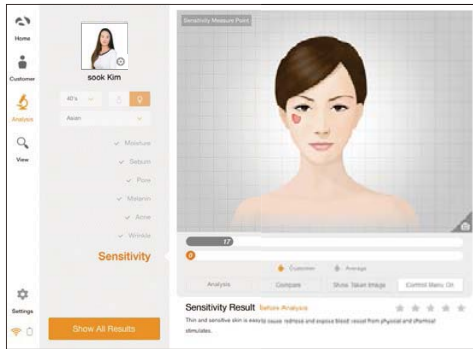 Home
Customer
Analysis
View
Settings
sook Kim
40's
Asian
Moisture
Sebum
Pore
Melanin
Acne
Wrinkle
Sensitivity
Show All Results
Sensitivity Measure Point
17
0
Customer
Average
Analysis
Compare
Show Taken Image
Control Menu On
Sensitivity Result Before Analysis
Thin and sensitive skin is easy to cause redness and expose blood vessel from physical and chemical
stimulates.